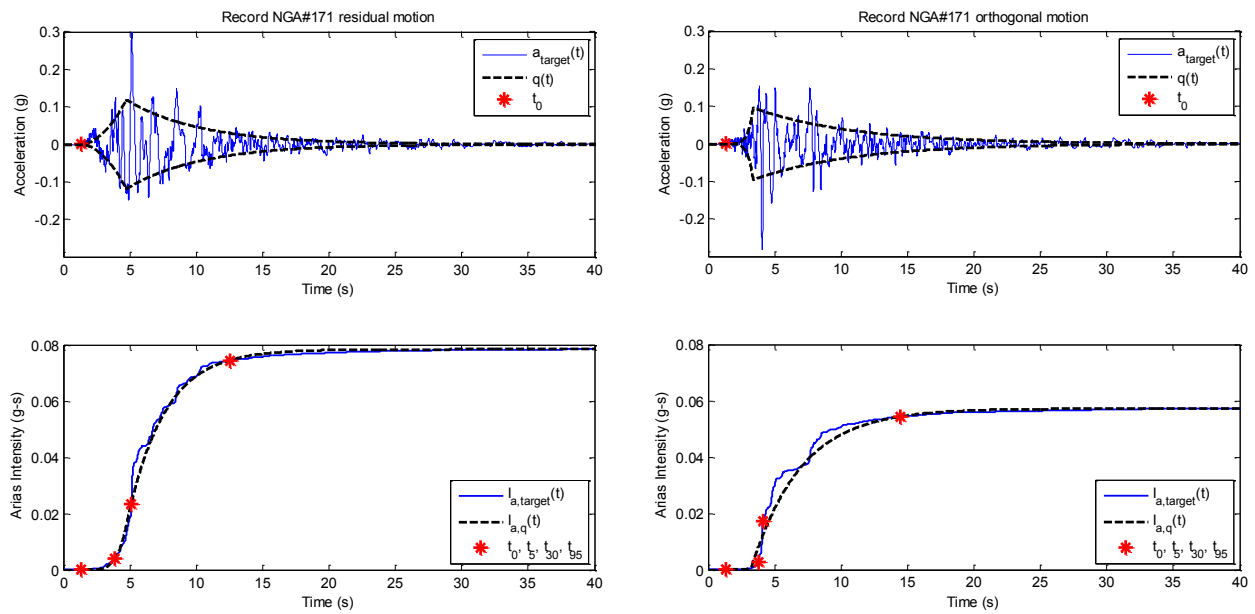 Record NGA#171 residual motion
0.3
0.2
0.1
0
-0.1
-0.2
Acceleration (g)
a_target(t)
q(t)
t_0
0 5 10 15 20 25 30 35 40
Time (s)
Record NGA#171 orthogonal motion
0.3
0.2
0.1
0
-0.1
-0.2
Acceleration (g)
a_target(t)
q(t)
t_0
0 5 10 15 20 25 30 35 40
Time (s)
0.08
0.06
0.04
0.02
0
Arias Intensity (g-s)
I_a,target(t)
I_a,q(t)
t_0, t_5, t_30, t_95
0 5 10 15 20 25 30 35 40
Time (s)
0.08
0.06
0.04
0.02
0
Arias Intensity (g-s)
I_a,target(t)
I_a,q(t)
t_0, t_5, t_30, t_95
0 5 10 15 20 25 30 35 40
Time (s)